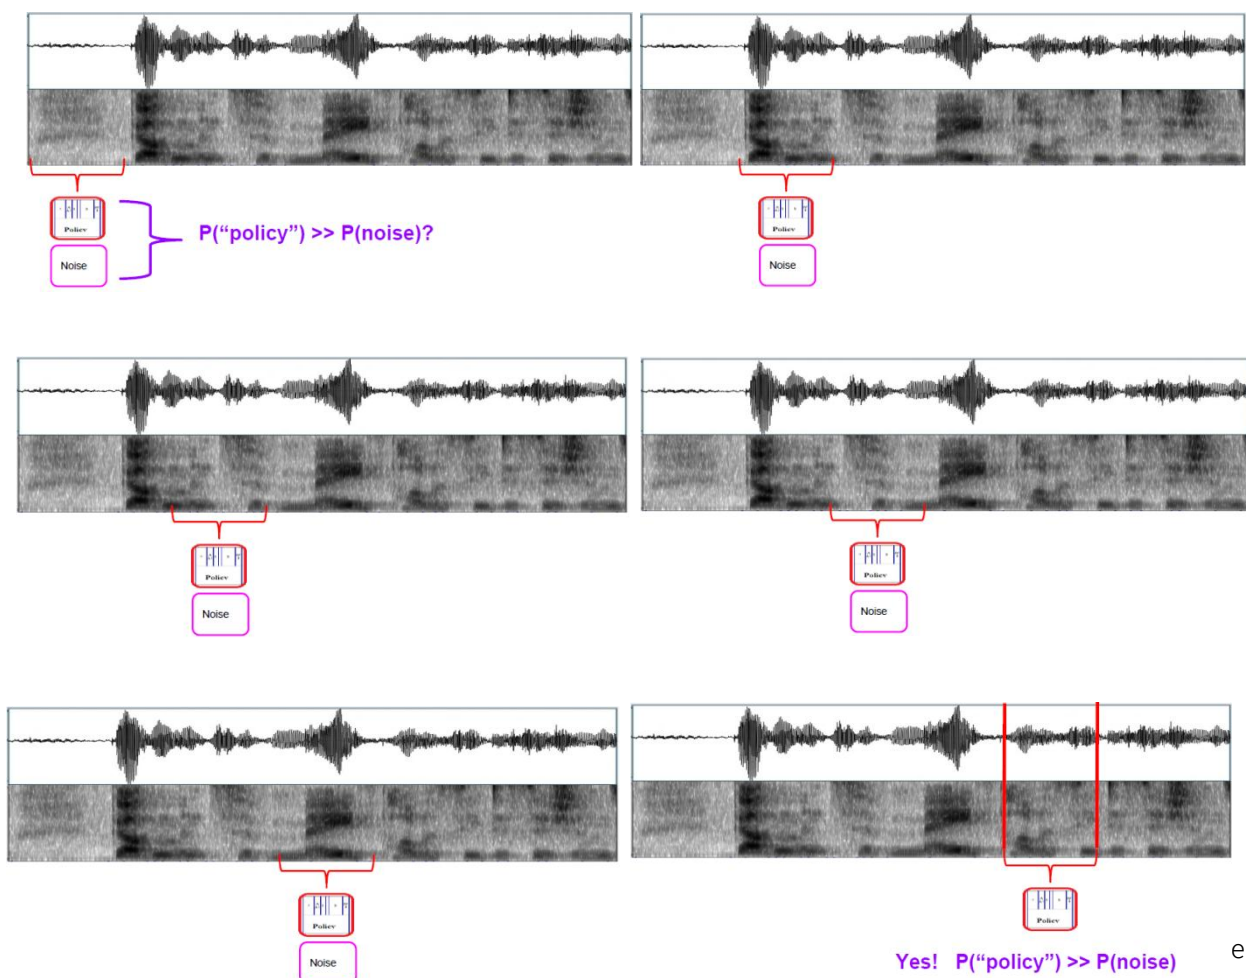 Policy
P("policy") >> P(noise)?
Noise
Policy
Noise
Policy
Noise
Policy
Noise
Policy
Noise
Policy
Yes! P("policy") >> P(noise)
e